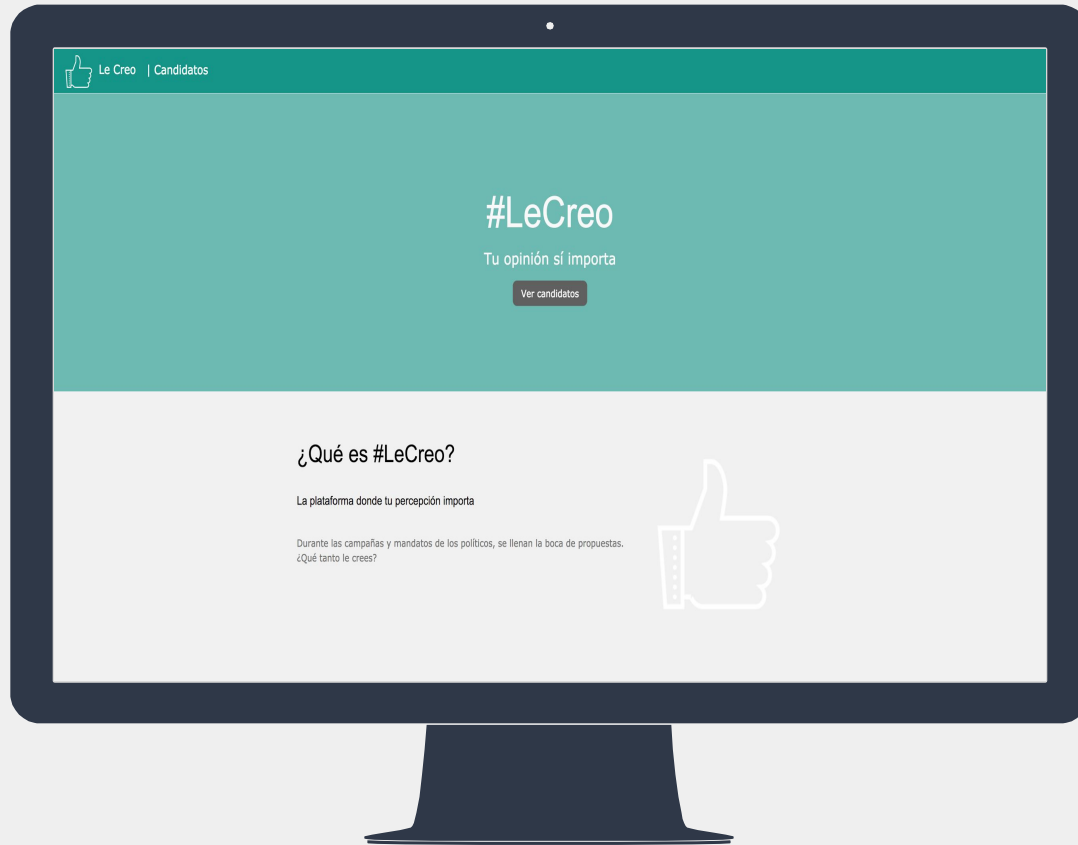 Le Creo | Candidatos
#LeCreo
Tu opinión sí importa
Ver candidatos
¿Qué es #LeCreo?
La plataforma donde tu percepción importa
Durante las campañas y mandatos de los políticos, se llenan la boca de propuestas.
¿Qué tanto le crees?